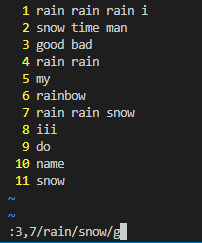 1 rain rain rain i
2 snow time man
3 good bad
4 rain rain
5 my
6 rainbow
7 rain rain snow
8 iii
9 do
10 name
11 snow
~
~
:3,7/rain/snow/g